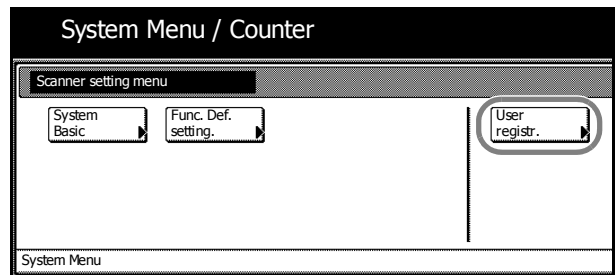 System Menu / Counter
Scanner setting menu
System
Basic
Func. Def.
setting.
User
registr.
System Menu